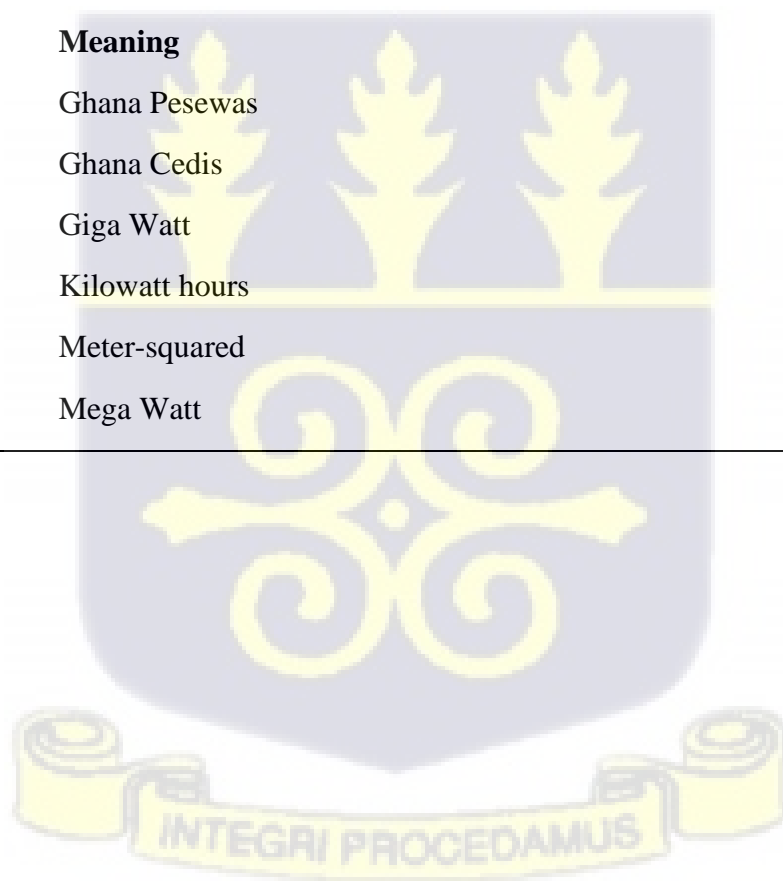 Meaning
Ghana Pesewas
Ghana Cedis
Giga Watt
Kilowatt hours
Meter-squared
Mega Watt
INTEGRI PROCEDAMUS